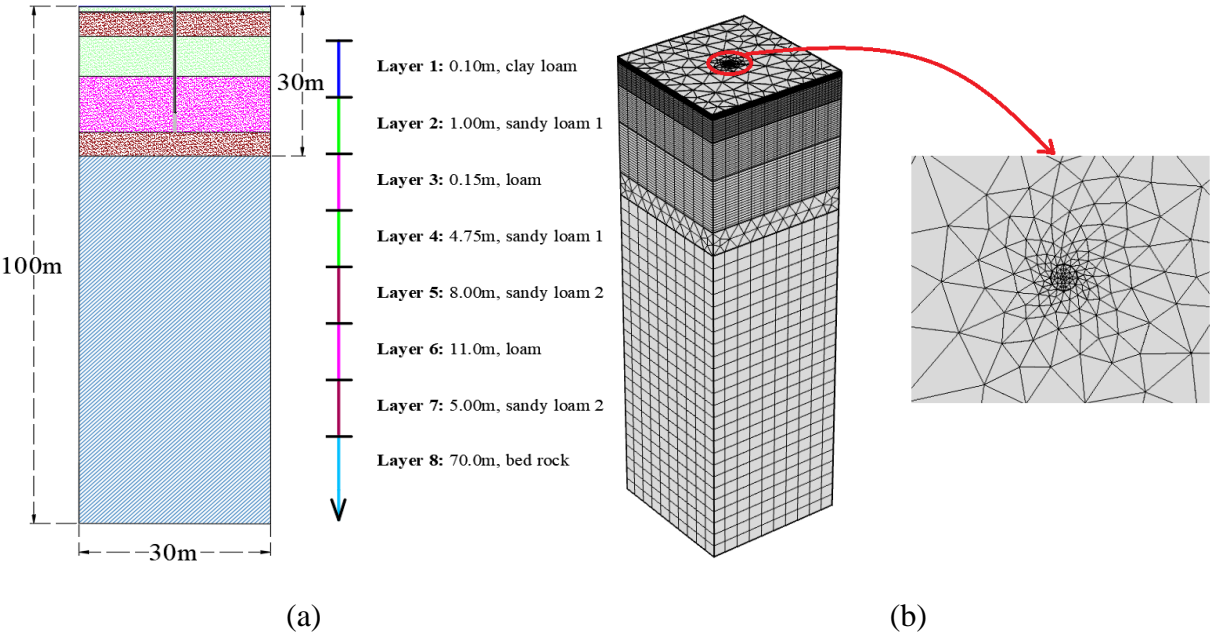 30m
100m
30m
Layer 1: 0.10m, clay loam
Layer 2: 1.00m, sandy loam 1
Layer 3: 0.15m, loam
Layer 4: 4.75m, sandy loam 1
Layer 5: 8.00m, sandy loam 2
Layer 6: 11.0m, loam
Layer 7: 5.00m, sandy loam 2
Layer 8: 70.0m, bed rock
(a)
(b)